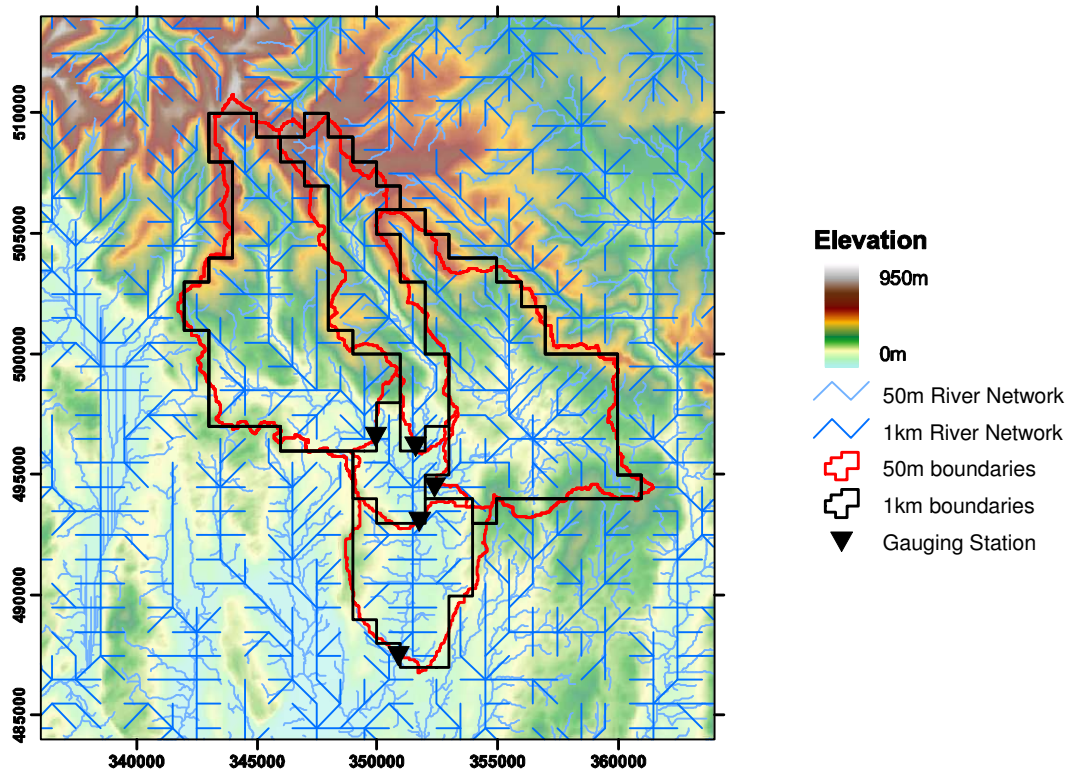 510000
505000
500000
495000
490000
485000
340000
345000
350000
355000
360000
Elevation
950m
0m
50m River Network
1km River Network
50m boundaries
1km boundaries
Gauging Station